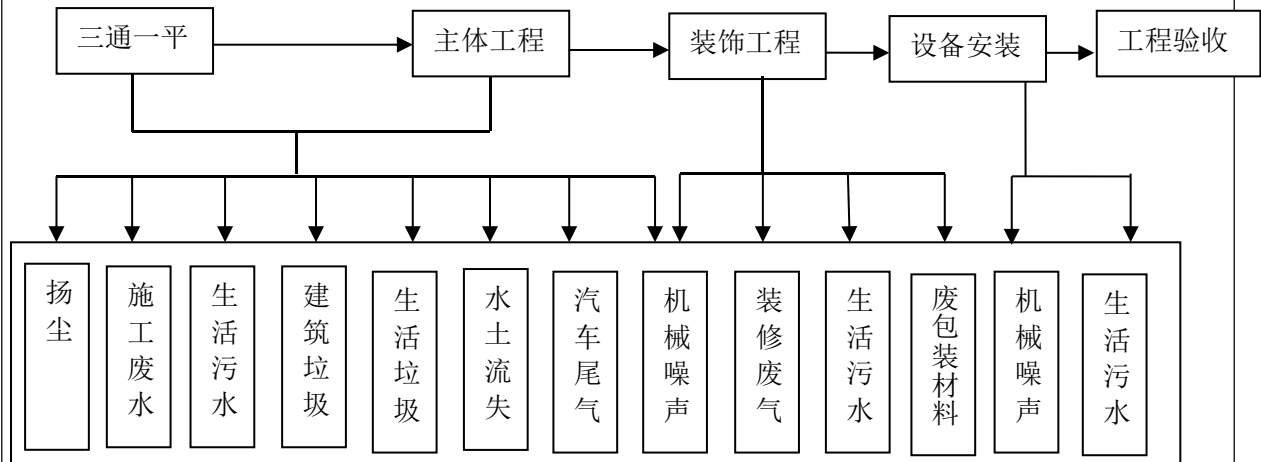 三通一平
主体工程
装饰工程
设备安装
工程验收
扬尘
施工废水
生活污水
建筑垃圾
生活垃圾
水土流失
汽车尾气
机械噪声
装修废气
生活污水
废包装材料
机械噪声
生活污水